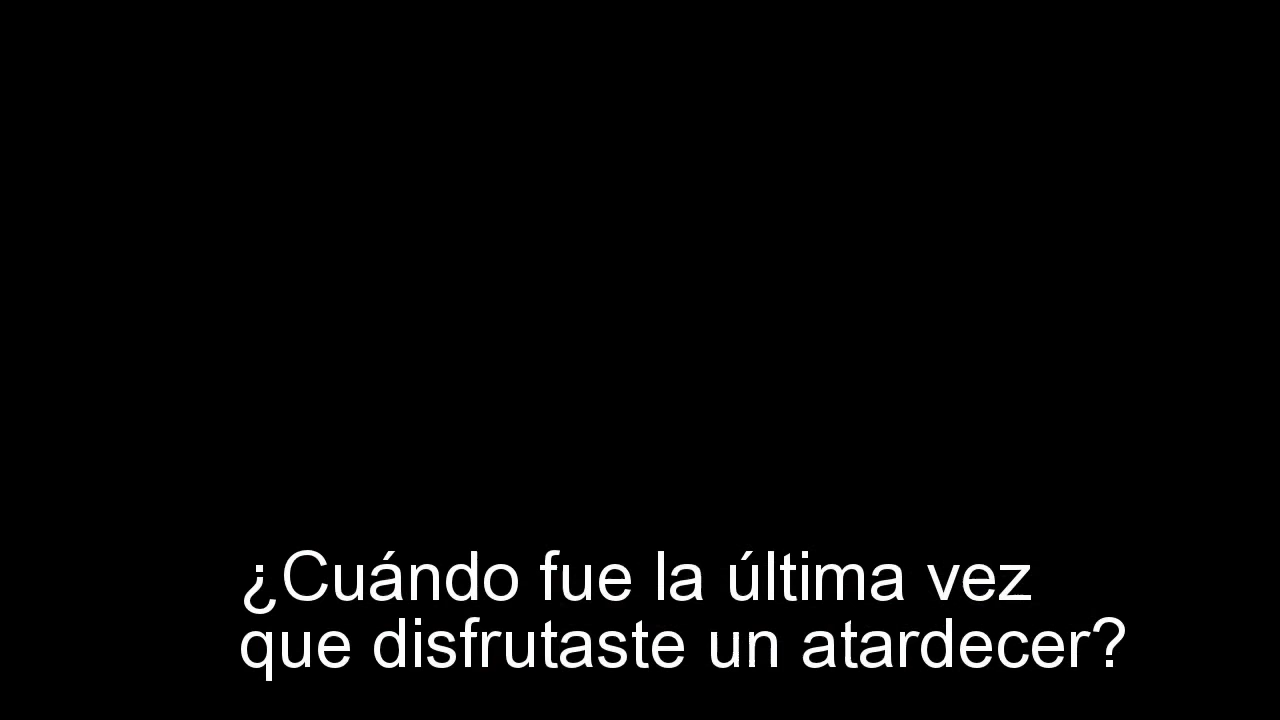 ¿Cuándo fue la última vez
que disfrutaste un atardecer?